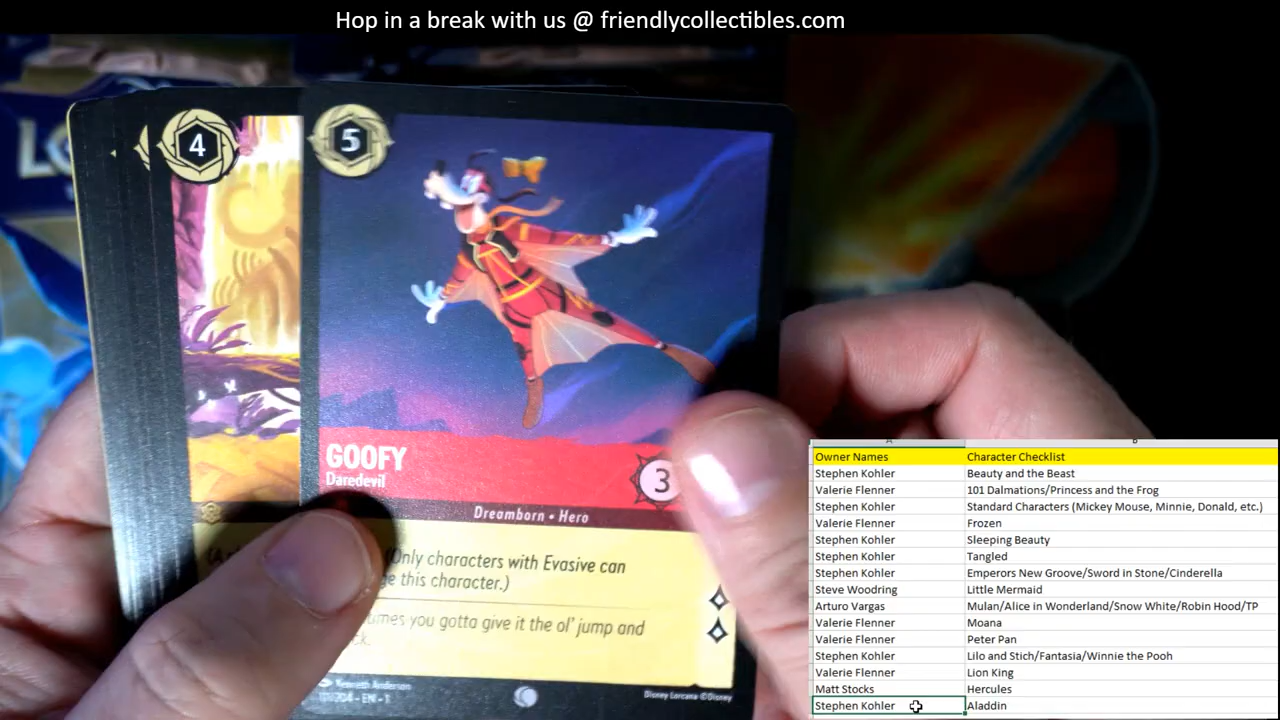 Hop in a break with us @ friendlycollectibles.com
4
5
GOOFY
Daredevil
3
Dreamborn • Hero
(Only characters with Evasive can
this character.)
you gotta give it the ol' jump and
Kenneth Anderson
Disney Lorcana ©Disney
A B
Owner Names Character Checklist
Stephen Kohler Beauty and the Beast
Valerie Flenner 101 Dalmations/Princess and the Frog
Stephen Kohler Standard Characters (Mickey Mouse, Minnie, Donald, etc.)
Valerie Flenner Frozen
Stephen Kohler Sleeping Beauty
Stephen Kohler Tangled
Stephen Kohler Emperors New Groove/Sword in Stone/Cinderella
Steve Woodring Little Mermaid
Arturo Vargas Mulan/Alice in Wonderland/Snow White/Robin Hood/TP
Valerie Flenner Moana
Valerie Flenner Peter Pan
Stephen Kohler Lilo and Stich/Fantasia/Winnie the Pooh
Valerie Flenner Lion King
Matt Stocks Hercules
Stephen Kohler Aladdin